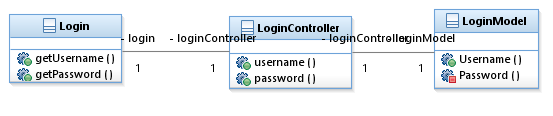 Login
getUsername ( )
getPassword ( )
- login
- loginController
1
1
LoginController
username ( )
password ( )
- loginController
- loginModel
1
1
LoginModel
Username ( )
Password ( )